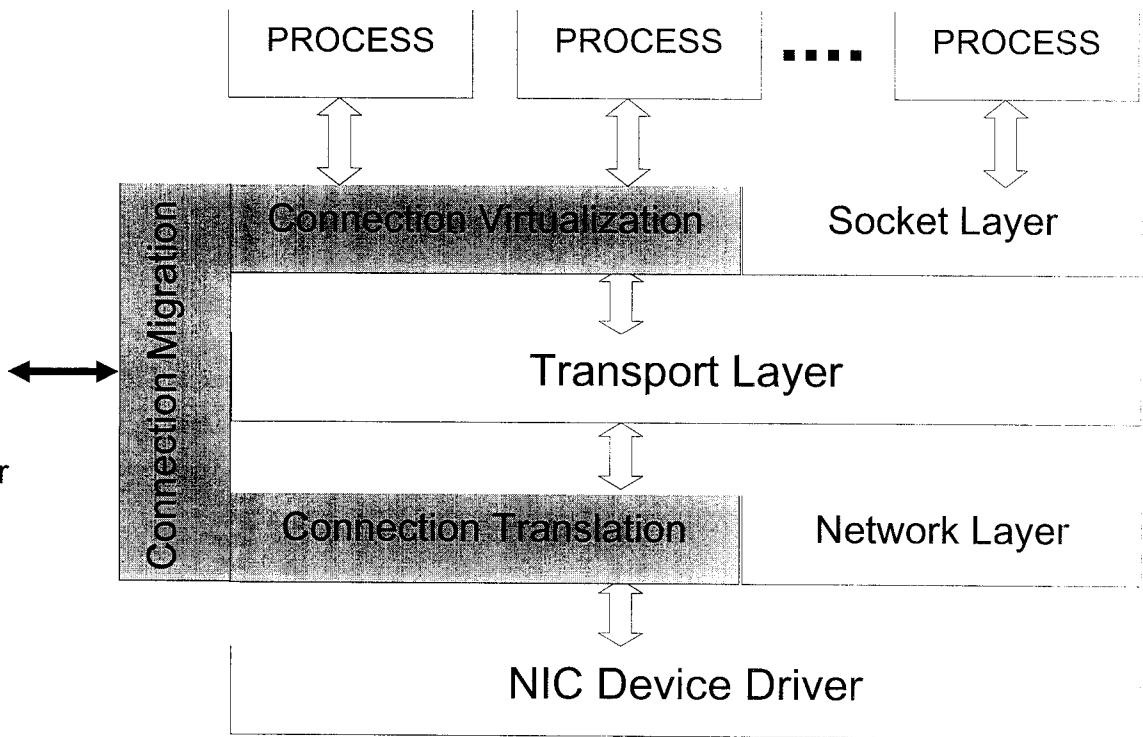 PROCESS
PROCESS
PROCESS
Connection Virtualization
Socket Layer
Connection Migration
Transport Layer
r
Connection Translation
Network Layer
NIC Device Driver